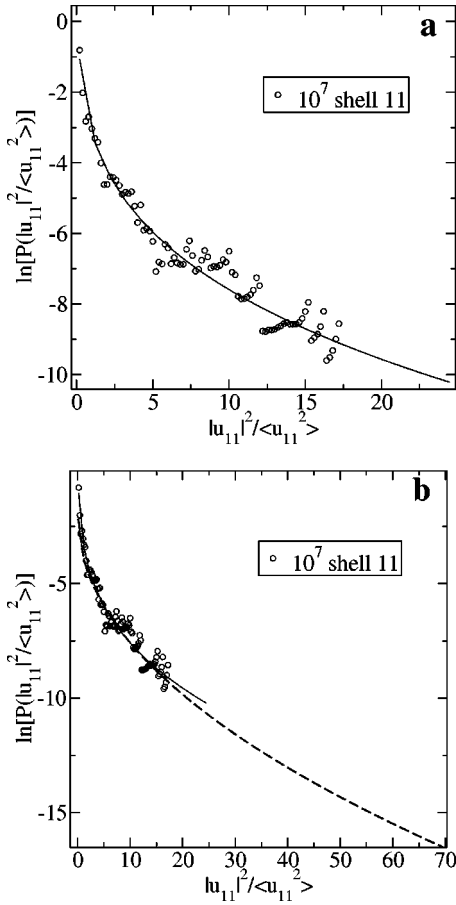 a
0
-2
-4
-6
-8
-10
ln[P(|u₁₁|²/<u₁₁²>)]
10⁷ shell 11
0 5 10 15 20
|u₁₁|²/<u₁₁²>
b
-5
-10
-15
ln[P(|u₁₁|²/<u₁₁²>)]
10⁷ shell 11
0 10 20 30 40 50 60 70
|u₁₁|²/<u₁₁²>